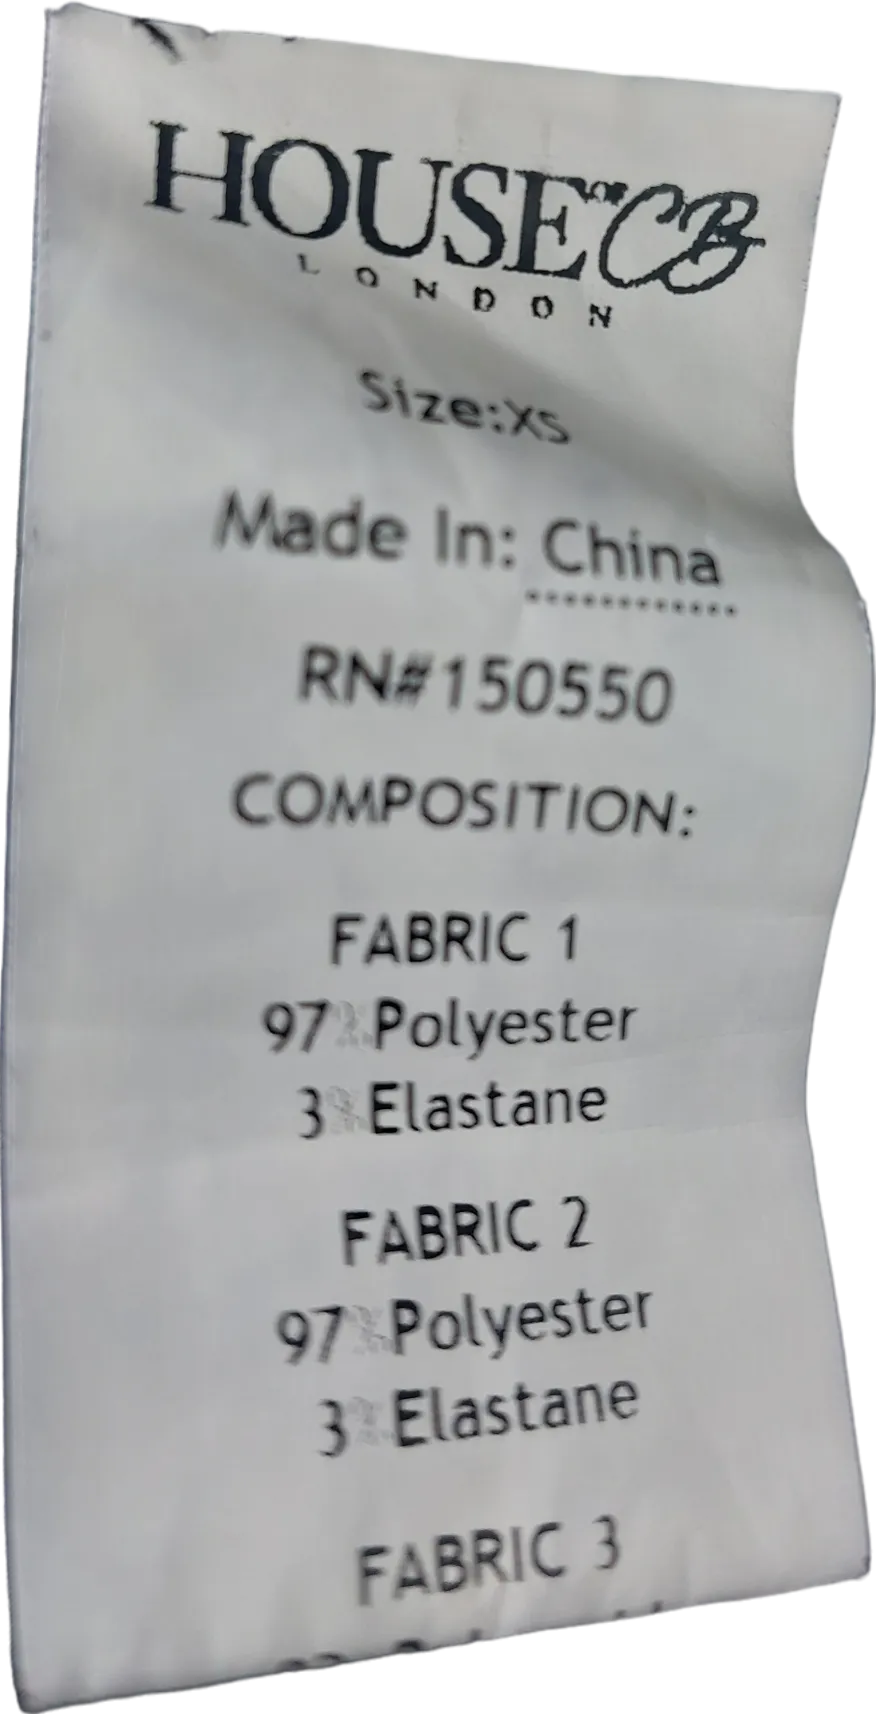 HOUSE OF CB
LONDON
Size:XS
Made In: China
RN#150550
COMPOSITION:
FABRIC 1
97%Polyester
3%Elastane
FABRIC 2
97%Polyester
3%Elastane
FABRIC 3